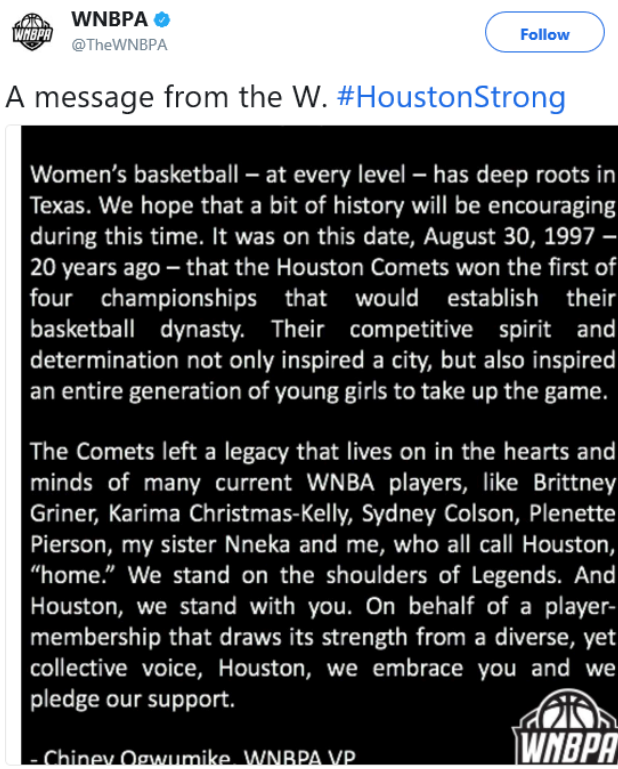 WNBPA
WNBPA
@TheWNBPA
Follow
A message from the W. #HoustonStrong
Women’s basketball – at every level – has deep roots in
Texas. We hope that a bit of history will be encouraging
during this time. It was on this date, August 30, 1997 –
20 years ago – that the Houston Comets won the first of
four championships that would establish their
basketball dynasty. Their competitive spirit and
determination not only inspired a city, but also inspired
an entire generation of young girls to take up the game.
The Comets left a legacy that lives on in the hearts and
minds of many current WNBA players, like Brittney
Griner, Karima Christmas-Kelly, Sydney Colson, Plenette
Pierson, my sister Nneka and me, who all call Houston,
“home.” We stand on the shoulders of Legends. And
Houston, we stand with you. On behalf of a player-
membership that draws its strength from a diverse, yet
collective voice, Houston, we embrace you and we
pledge our support.
- Chiney Ogwumike, WNBPA VP
WNBPA